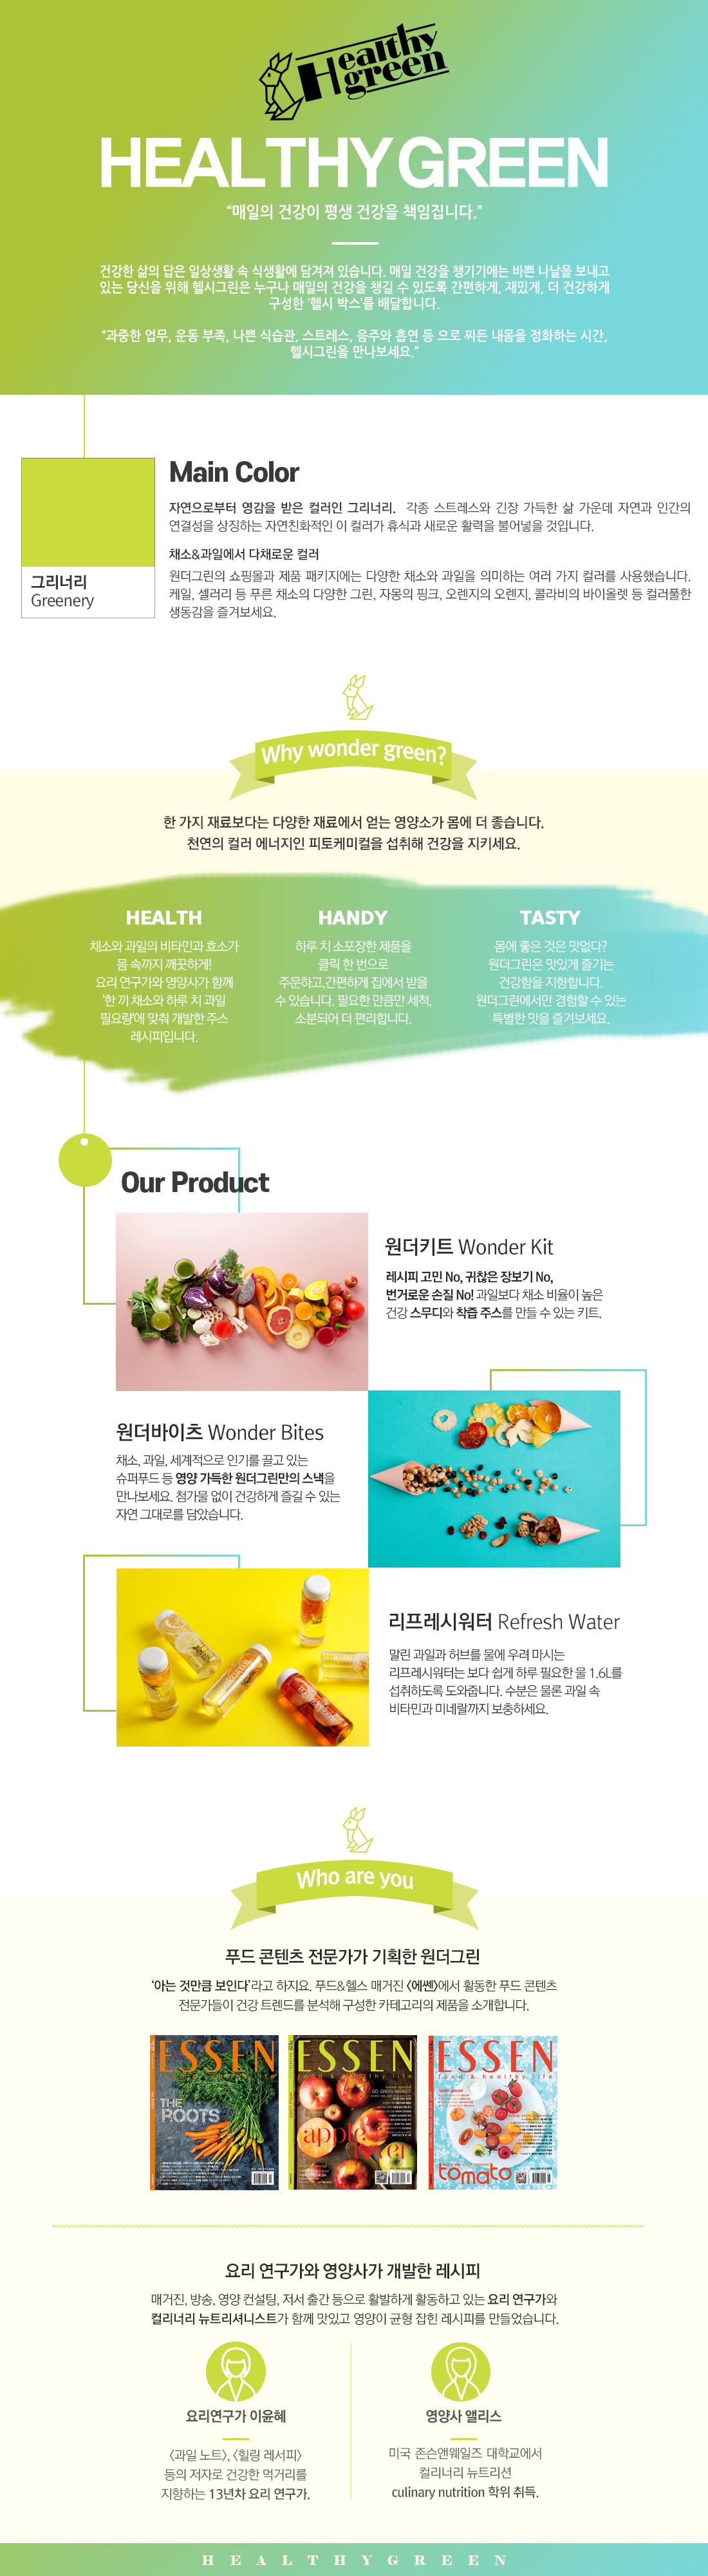 Healthy
green
HEALTHY GREEN
“매일의 건강이 평생 건강을 책임집니다.”
건강한 삶의 답은 일상생활 속 식생활에 담겨져 있습니다. 매일 건강을 챙기기에는 바쁜 나날을 보내고
있는 당신을 위해 헬시그린은 누구나 매일의 건강을 챙길 수 있도록 간편하게, 재밌게, 더 건강하게
구성한 '헬시 박스'를 배달합니다.
"과중한 업무, 운동 부족, 나쁜 식습관, 스트레스, 음주와 흡연 등 으로 찌든 내몸을 정화하는 시간,
헬시그린을 만나보세요."
Main Color
자연으로부터 영감을 받은 컬러인 그리너리. 각종 스트레스와 긴장 가득한 삶 가운데 자연과 인간의
연결성을 상징하는 자연친화적인 이 컬러가 휴식과 새로운 활력을 불어넣을 것입니다.
채소&과일에서 다채로운 컬러
원더그린의 쇼핑몰과 제품 패키지에는 다양한 채소와 과일을 의미하는 여러 가지 컬러를 사용했습니다.
케일, 셀러리 등 푸른 채소의 다양한 그린, 자몽의 핑크, 오렌지의 오렌지, 콜라비의 바이올렛 등 컬러풀한
생동감을 즐겨보세요.
그리너리
Greenery
Why wonder green?
한 가지 재료보다는 다양한 재료에서 얻는 영양소가 몸에 더 좋습니다.
천연의 컬러 에너지인 피토케미컬을 섭취해 건강을 지키세요.
HEALTH
채소와 과일의 비타민과 효소가
몸 속까지 깨끗하게!
요리 연구가와 영양사가 함께
'한 끼 채소와 하루 치 과일
필요량'에 맞춰 개발한 주스
레시피입니다.
HANDY
하루 치 소포장한 제품을
클릭 한 번으로
주문하고,간편하게 집에서 받을
수 있습니다. 필요한 만큼만 세척,
소분되어 더 편리합니다.
TASTY
몸에 좋은 것은 맛없다?
원더그린은 맛있게 즐기는
건강함을 지향합니다.
원더그린에서만 경험할 수 있는
특별한 맛을 즐겨보세요.
Our Product
원더키트 Wonder Kit
레시피 고민 No, 귀찮은 장보기 No,
번거로운 손질 No! 과일보다 채소 비율이 높은
건강 스무디와 착즙 주스를 만들 수 있는 키트.
원더바이츠 Wonder Bites
채소, 과일, 세계적으로 인기를 끌고 있는
슈퍼푸드 등 영양 가득한 원더그린만의 스낵을
만나보세요. 첨가물 없이 건강하게 즐길 수 있는
자연 그대로를 담았습니다.
리프레시워터 Refresh Water
말린 과일과 허브를 물에 우려 마시는
리프레시워터는 보다 쉽게 하루 필요한 물 1.6L를
섭취하도록 도와줍니다. 수분은 물론 과일 속
비타민과 미네랄까지 보충하세요.
Who are you
푸드 콘텐츠 전문가가 기획한 원더그린
'아는 것만큼 보인다'라고 하지요. 푸드&헬스 매거진 <에쎈>에서 활동한 푸드 콘텐츠
전문가들이 건강 트렌드를 분석해 구성한 카테고리의 제품을 소개합니다.
ESSEN
THE
ROOTS
ESSEN
food & healthy life
GO, GREEN MARKET
apple
ESSEN
food & healthy life
tomato
요리 연구가와 영양사가 개발한 레시피
매거진, 방송, 영양 컨설팅, 저서 출간 등으로 활발하게 활동하고 있는 요리 연구가와
컬리너리 뉴트리셔니스트가 함께 맛있고 영양이 균형 잡힌 레시피를 만들었습니다.
요리연구가 이윤혜
<과일 노트>, <힐링 레서피>
등의 저자로 건강한 먹거리를
지향하는 13년차 요리 연구가.
영양사 앨리스
미국 존슨앤웨일즈 대학교에서
컬리너리 뉴트리션
culinary nutrition 학위 취득.
HEALTHYGREEN